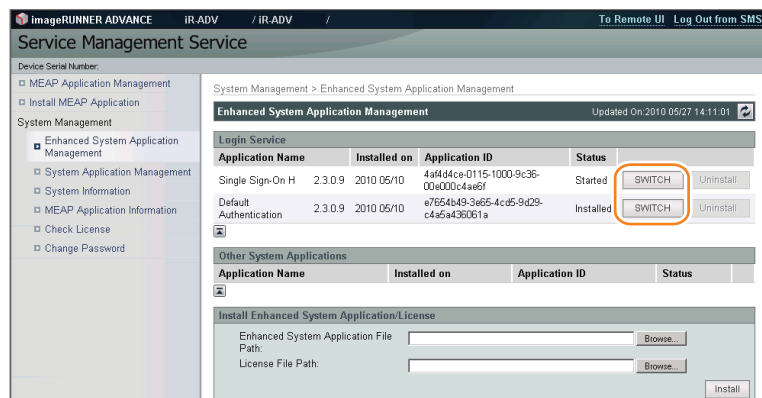 imageRUNNER ADVANCE iR-ADV / iR-ADV / To Remote UI Log Out from SMS
Service Management Service
Device Serial Number:
MEAP Application Management
Install MEAP Application
System Management
Enhanced System Application
Management
System Application Management
System Information
MEAP Application Information
Check License
Change Password
System Management > Enhanced System Application Management
Enhanced System Application Management Updated On:2010 05/27 14:11:01
Login Service
Application Name Installed on Application ID Status
Single Sign-On H 2.3.0.9 2010 05/10 4af4d4ce-0115-1000-9c36-
00e000c4ae6f Started SWITCH Uninstall
Default
Authentication 2.3.0.9 2010 05/10 e7654b49-3e65-4cd5-9d29-
c4a5a436061a Installed SWITCH Uninstall
Other System Applications
Application Name Installed on Application ID Status
Install Enhanced System Application/License
Enhanced System Application File
Path: Browse...
License File Path: Browse...
Install